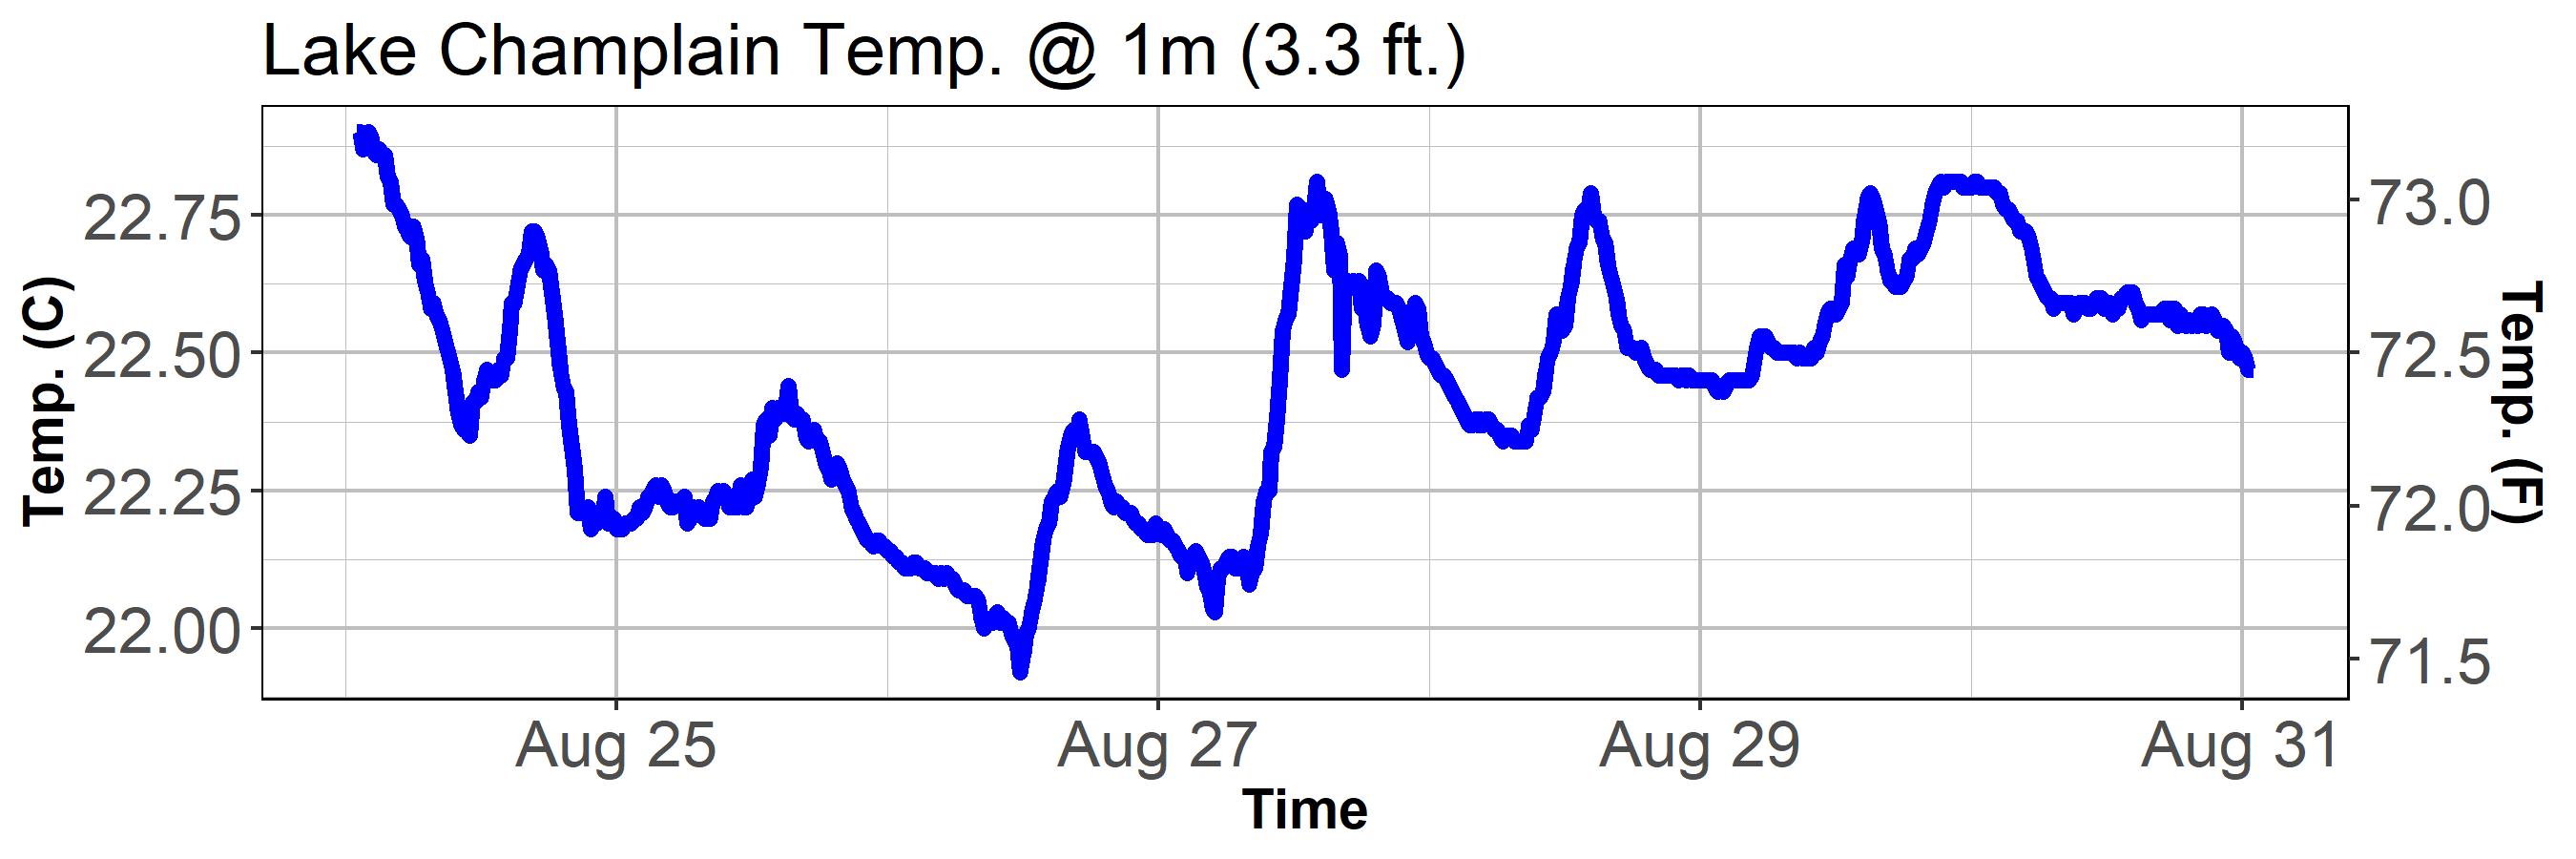 Lake Champlain Temp. @ 1m (3.3 ft.)
Temp. (C)
22.75
22.50
22.25
22.00
73.0
72.5
72.0
71.5
Temp. (F)
Aug 25
Aug 27
Aug 29
Aug 31
Time